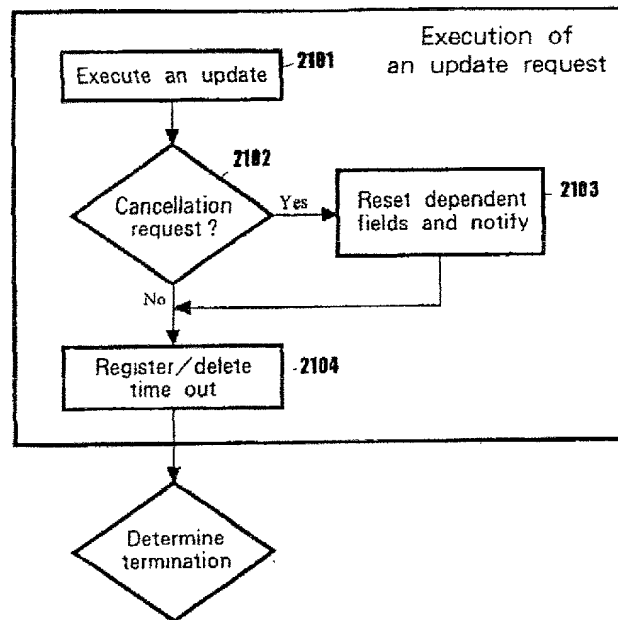 Execution of
an update request
Execute an update
2101
2102
Cancellation
request?
Yes
Reset dependent
fields and notify
2103
No
Register/delete
time out
2104
Determine
termination